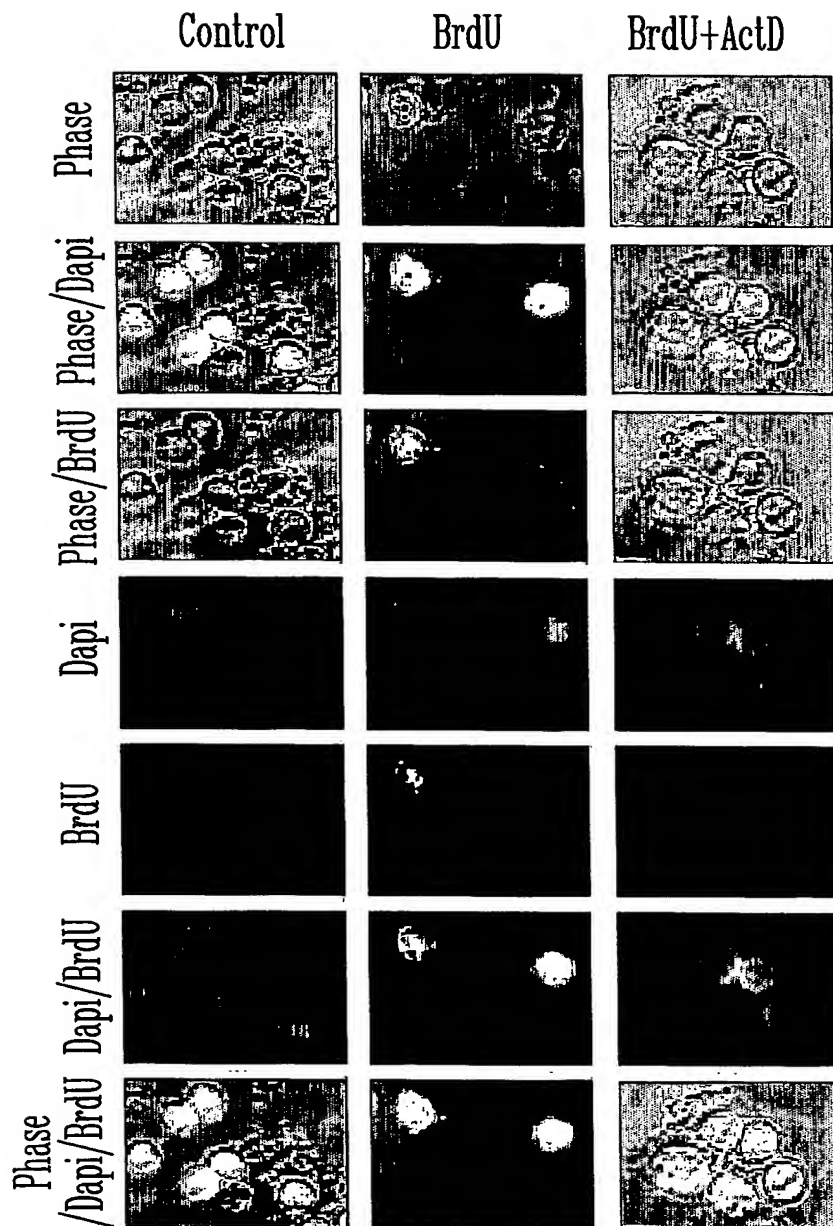 Control
BrdU
BrdU+ActD
Phase
Phase/Dapi
Phase/BrdU
Dapi
BrdU
Dapi/BrdU
Phase
/Dapi/BrdU